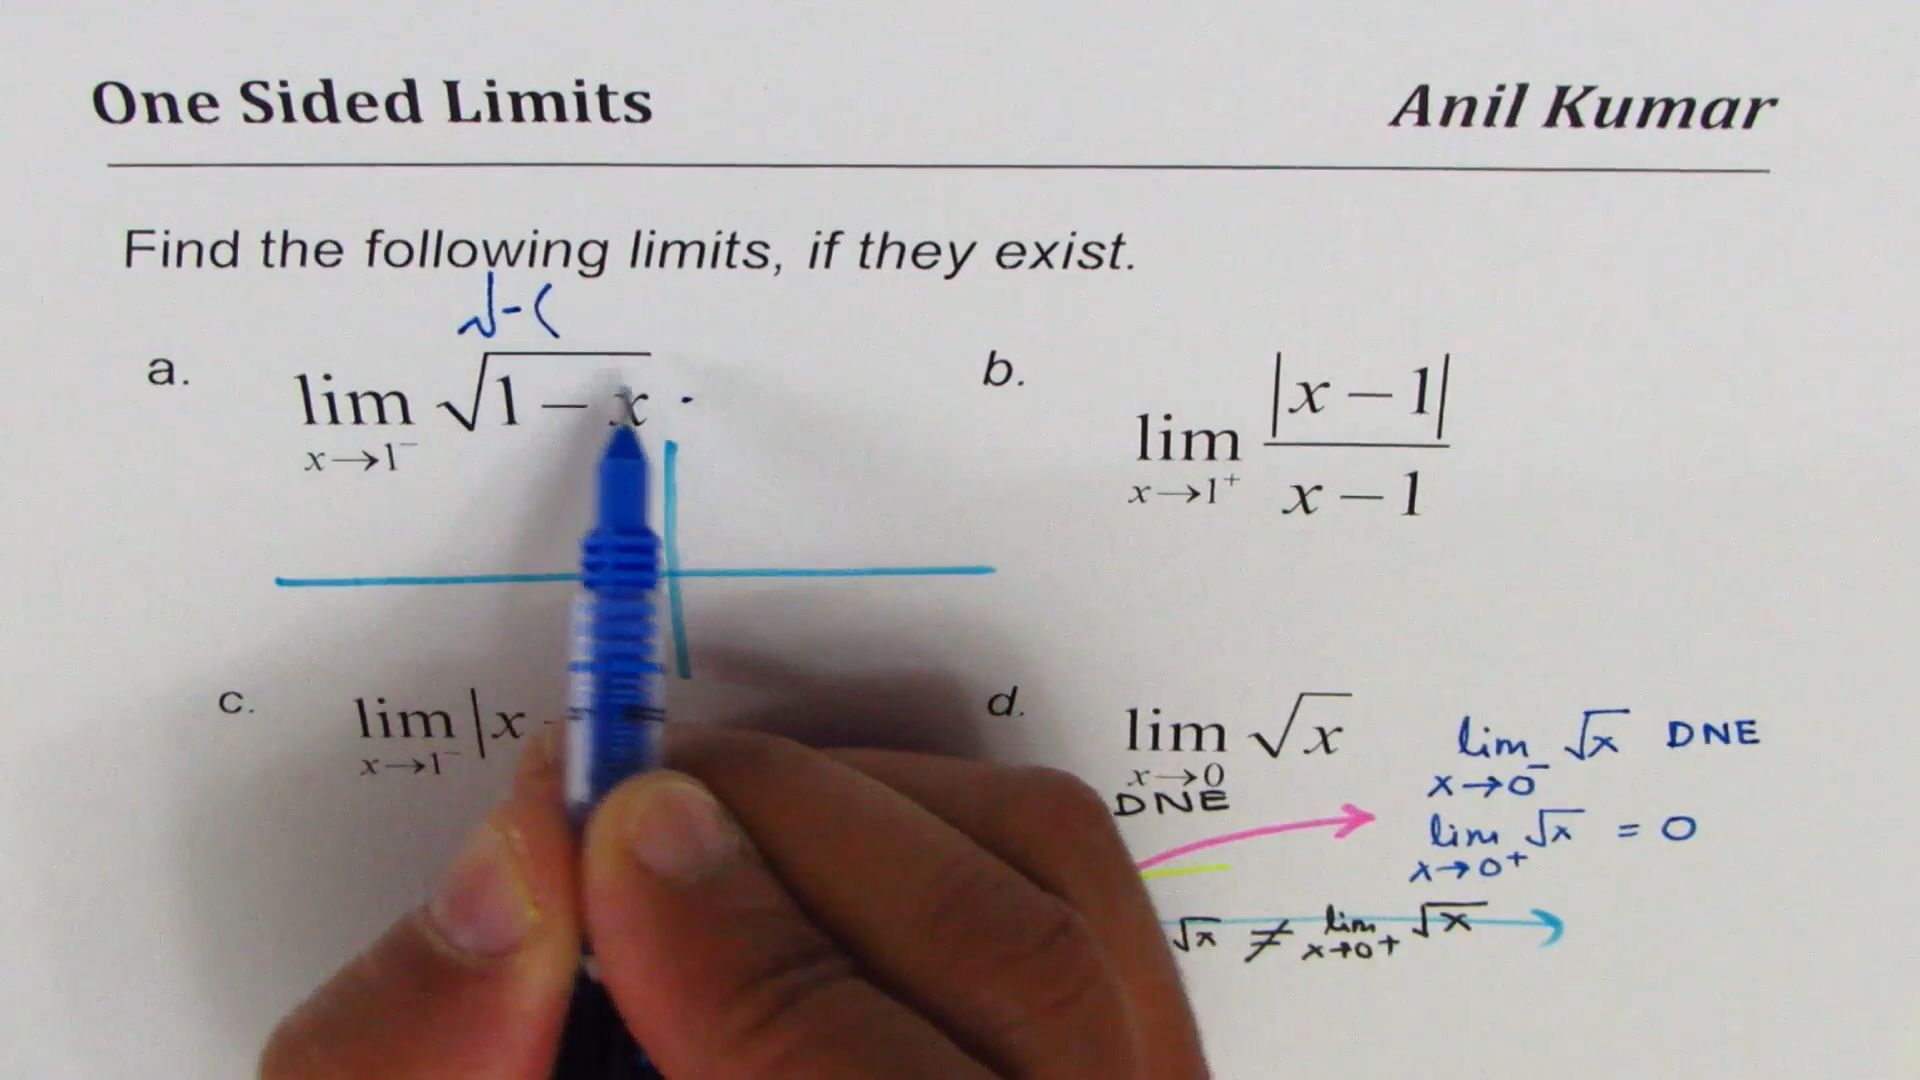 One Sided Limits
Anil Kumar
Find the following limits, if they exist.
√-(
a. lim x→1⁻ √(1 − x)
b. lim x→1⁺ |x − 1| / (x − 1)
c. lim x→1⁻ |x
d. lim x→0 √x
DNE
lim x→0⁻ √x DNE
lim x→0⁺ √x = 0
√x ≠ lim x→0⁺ √x